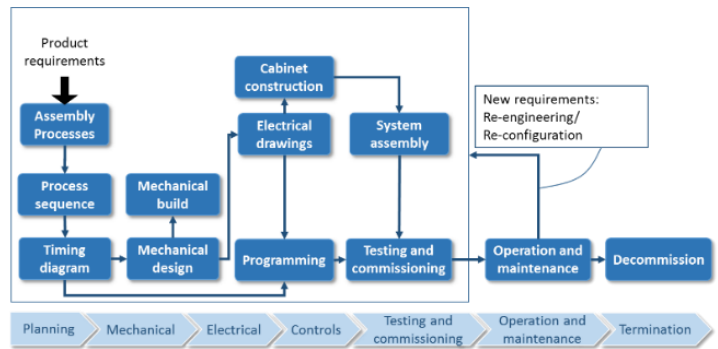 Product
requirements
Assembly
Processes
Process
sequence
Timing
diagram
Mechanical
build
Mechanical
design
Cabinet
construction
Electrical
drawings
Programming
System
assembly
Testing and
commissioning
New requirements:
Re-engineering/
Re-configuration
Operation and
maintenance
Decommission
Planning
Mechanical
Electrical
Controls
Testing and
commissioning
Operation and
maintenance
Termination